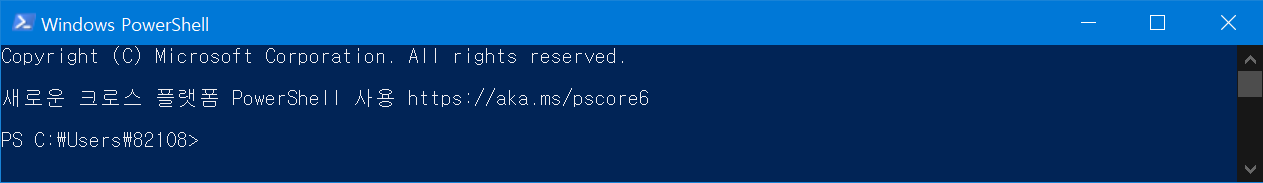 Windows PowerShell
Copyright (C) Microsoft Corporation. All rights reserved.
새로운 크로스 플랫폼 PowerShell 사용 https://aka.ms/pscore6
PS C:₩Users₩82108>